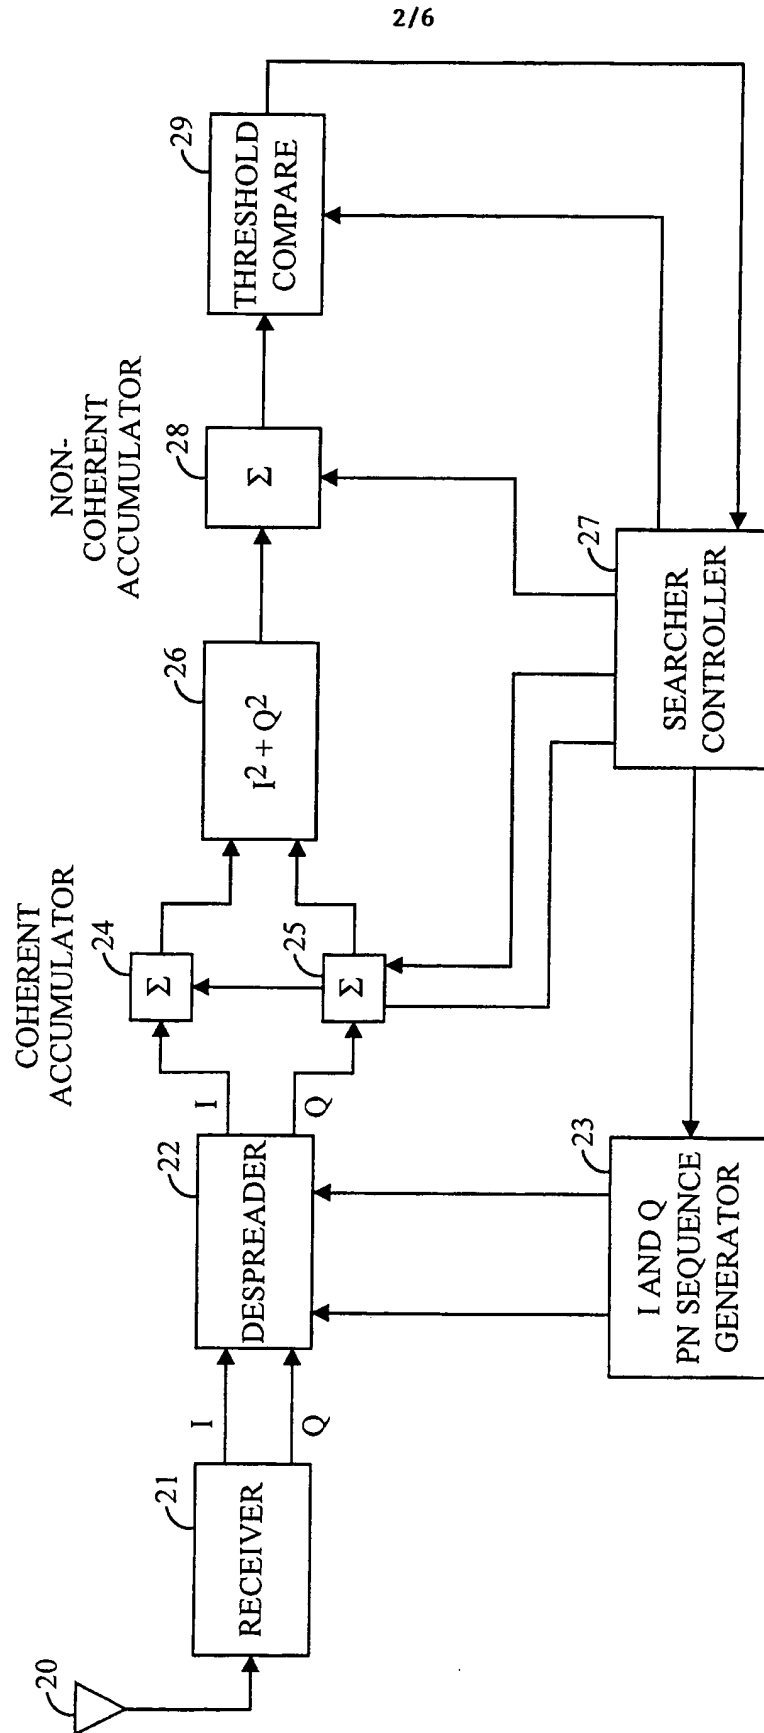 2/6
20
21
RECEIVER
I
Q
22
DESPREADER
I
Q
COHERENT
ACCUMULATOR
24
Σ
25
Σ
26
I² + Q²
NON-
COHERENT
ACCUMULATOR
28
Σ
29
THRESHOLD
COMPARE
23
I AND Q
PN SEQUENCE
GENERATOR
27
SEARCHER
CONTROLLER